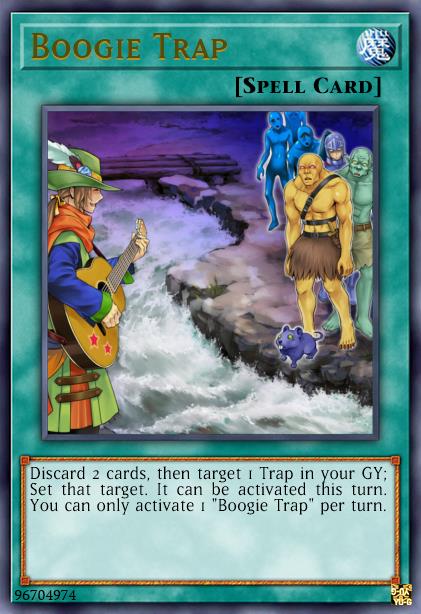 Boogie Trap
魔
[Spell Card]
Discard 2 cards, then target 1 Trap in your GY;
Set that target. It can be activated this turn.
You can only activate 1 "Boogie Trap" per turn.
96704974